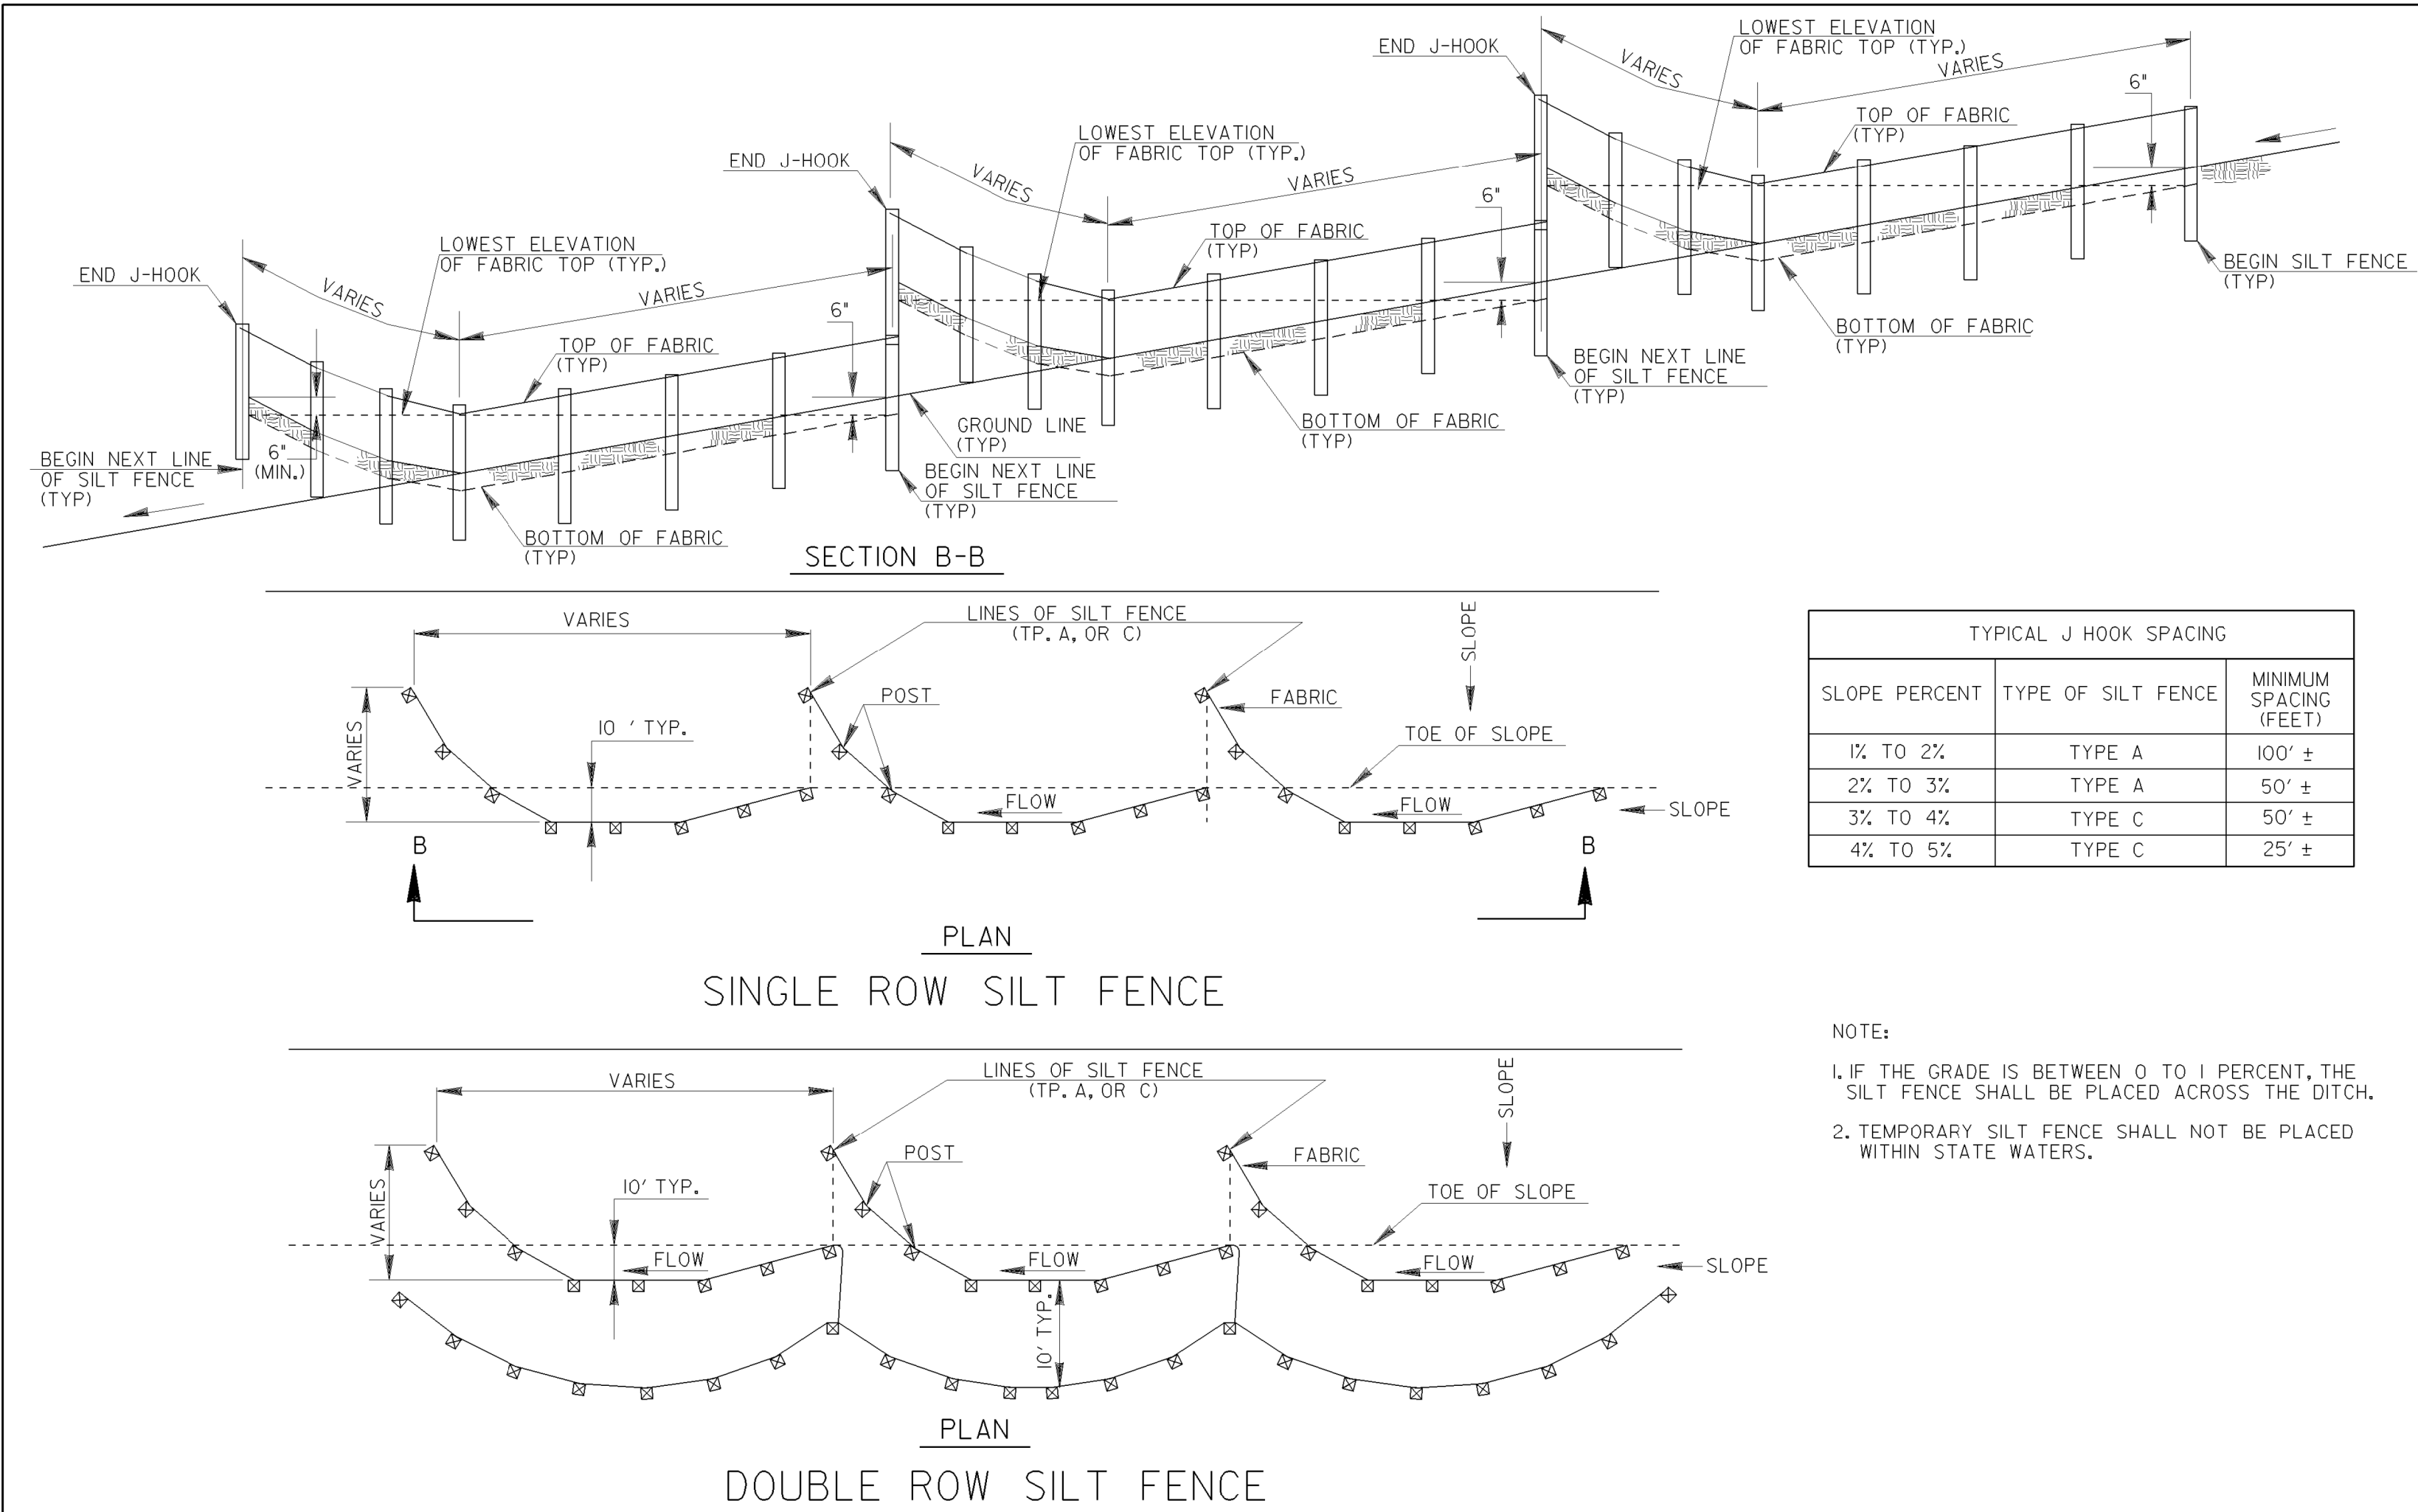 END J-HOOK
VARIES
LOWEST ELEVATION
OF FABRIC TOP (TYP.)
VARIES
6"
TOP OF FABRIC
(TYP)
BEGIN SILT FENCE
(TYP)
BOTTOM OF FABRIC
(TYP)
BEGIN NEXT LINE
OF SILT FENCE
(TYP)
END J-HOOK
VARIES
LOWEST ELEVATION
OF FABRIC TOP (TYP.)
VARIES
6"
TOP OF FABRIC
(TYP)
BOTTOM OF FABRIC
(TYP)
GROUND LINE
(TYP)
BEGIN NEXT LINE
OF SILT FENCE
(TYP)
END J-HOOK
VARIES
LOWEST ELEVATION
OF FABRIC TOP (TYP.)
VARIES
6"
TOP OF FABRIC
(TYP)
6"
(MIN.)
BEGIN NEXT LINE
OF SILT FENCE
(TYP)
BOTTOM OF FABRIC
(TYP)
SECTION B-B
VARIES
LINES OF SILT FENCE
(TP. A, OR C)
SLOPE
VARIES
10 ' TYP.
POST
FABRIC
TOE OF SLOPE
FLOW
FLOW
SLOPE
B
B
PLAN
SINGLE ROW SILT FENCE
TYPICAL J HOOK SPACING
SLOPE PERCENT TYPE OF SILT FENCE MINIMUM
SPACING
(FEET)
1% TO 2% TYPE A 100' ±
2% TO 3% TYPE A 50' ±
3% TO 4% TYPE C 50' ±
4% TO 5% TYPE C 25' ±
VARIES
LINES OF SILT FENCE
(TP. A, OR C)
SLOPE
VARIES
10' TYP.
POST
FABRIC
TOE OF SLOPE
FLOW
FLOW
FLOW
SLOPE
10' TYP.
PLAN
DOUBLE ROW SILT FENCE
NOTE:
1. IF THE GRADE IS BETWEEN 0 TO 1 PERCENT, THE
SILT FENCE SHALL BE PLACED ACROSS THE DITCH.
2. TEMPORARY SILT FENCE SHALL NOT BE PLACED
WITHIN STATE WATERS.